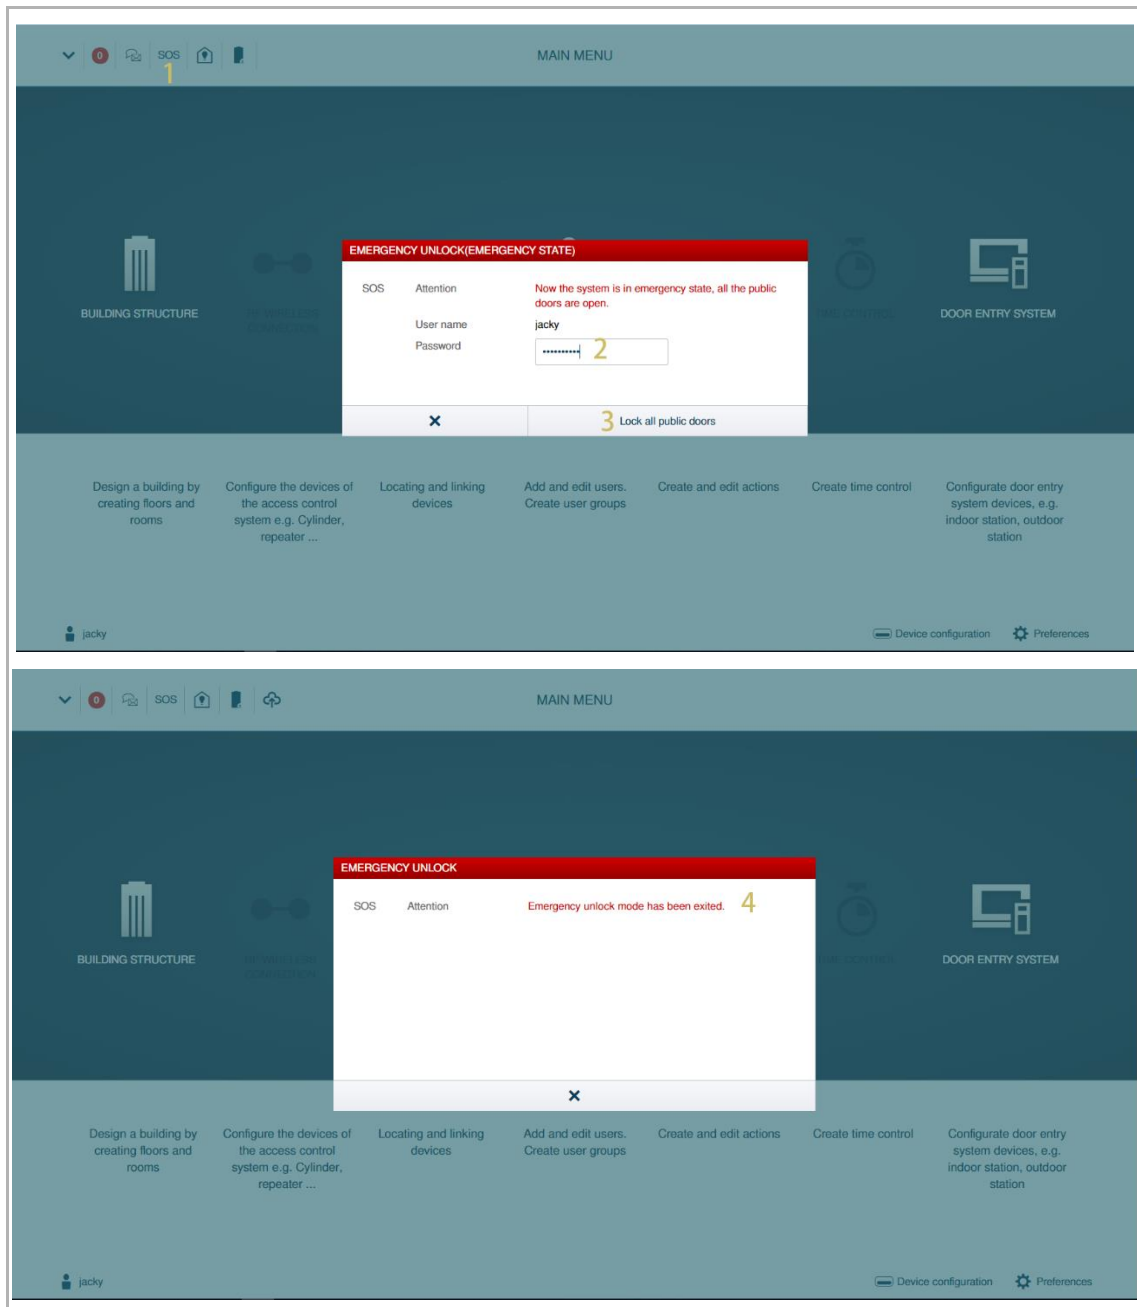 0
SOS
MAIN MENU
1
EMERGENCY UNLOCK(EMERGENCY STATE)
SOS
Attention
Now the system is in emergency state, all the public
doors are open.
User name
jacky
Password
••••••••••
2
3
Lock all public doors
BUILDING STRUCTURE
CONNECTION
TIME CONTROL
DOOR ENTRY SYSTEM
Design a building by
creating floors and
rooms
Configure the devices of
the access control
system e.g. Cylinder,
repeater ...
Locating and linking
devices
Add and edit users.
Create user groups
Create and edit actions
Create time control
Configurate door entry
system devices, e.g.
indoor station, outdoor
station
jacky
Device configuration
Preferences
0
SOS
MAIN MENU
EMERGENCY UNLOCK
SOS
Attention
Emergency unlock mode has been exited.
4
BUILDING STRUCTURE
CONNECTION
TIME CONTROL
DOOR ENTRY SYSTEM
Design a building by
creating floors and
rooms
Configure the devices of
the access control
system e.g. Cylinder,
repeater ...
Locating and linking
devices
Add and edit users.
Create user groups
Create and edit actions
Create time control
Configurate door entry
system devices, e.g.
indoor station, outdoor
station
jacky
Device configuration
Preferences